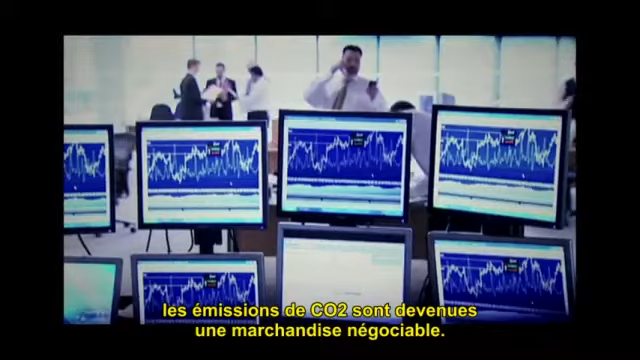 les émissions de CO2 sont devenues
une marchandise négociable.